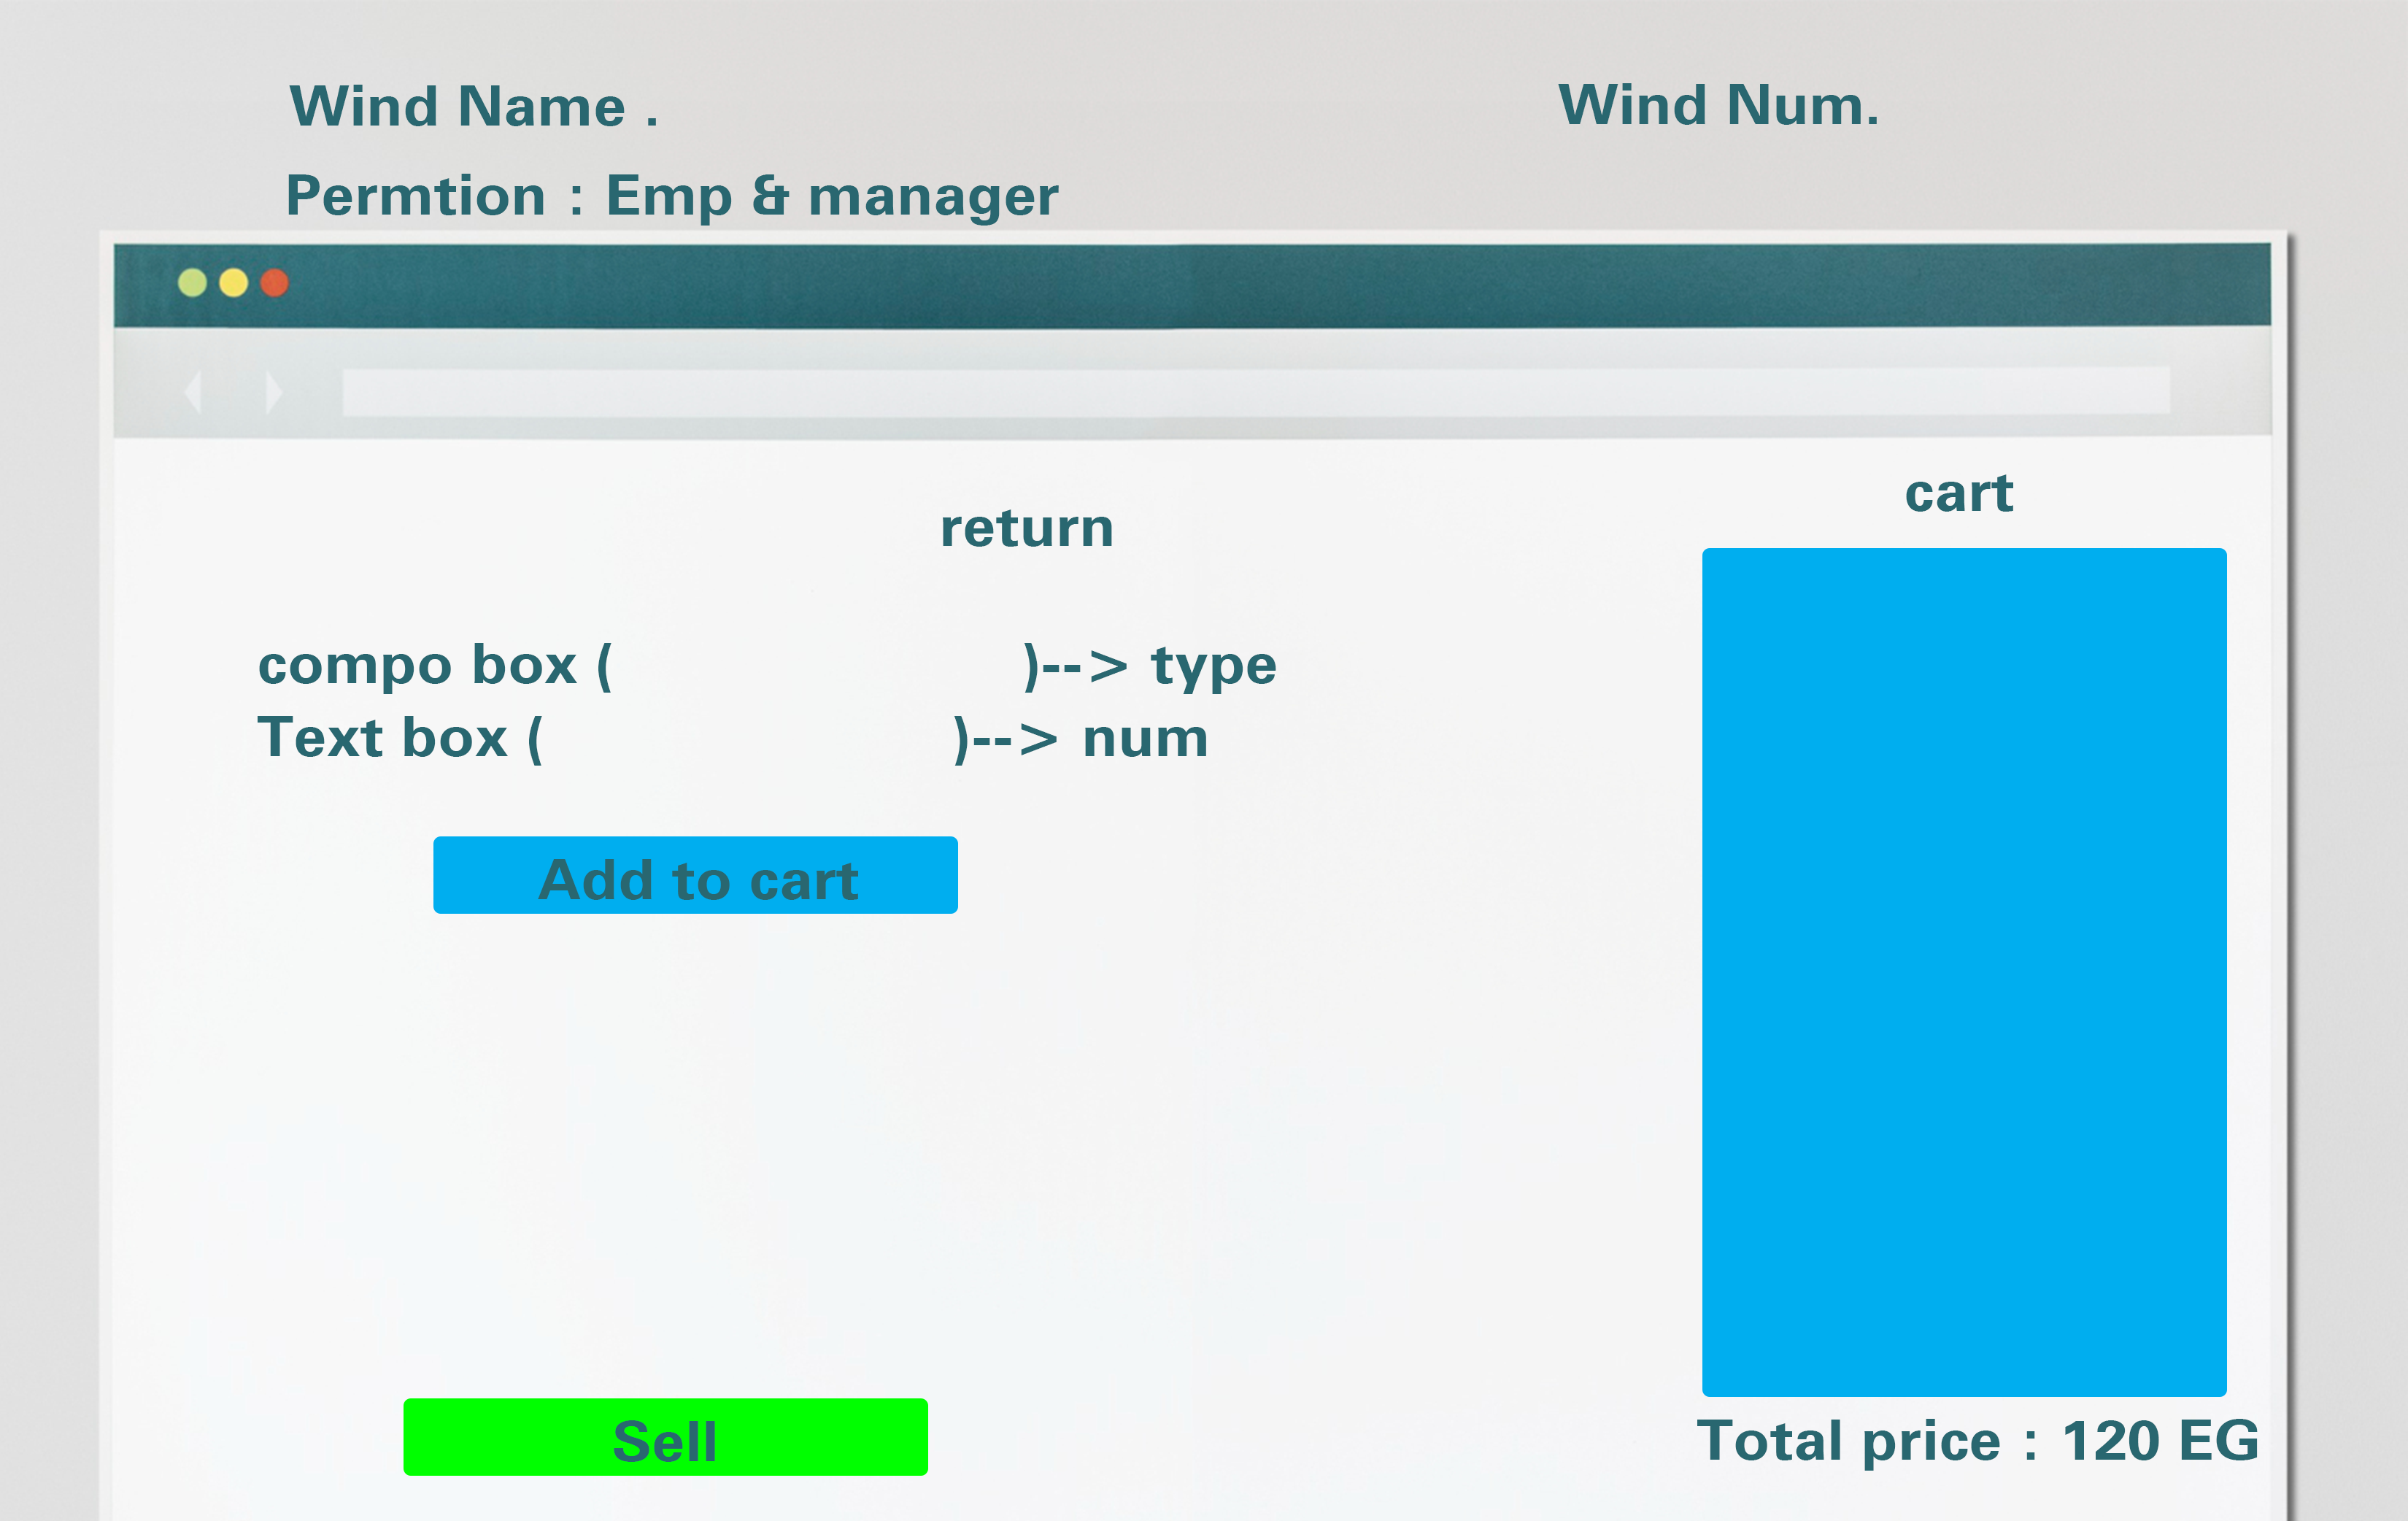 Wind Name .
Wind Num.
Permtion : Emp & manager
return
cart
compo box (                    )--> type
Text box (                    )--> num
Add to cart
Sell
Total price : 120 EG